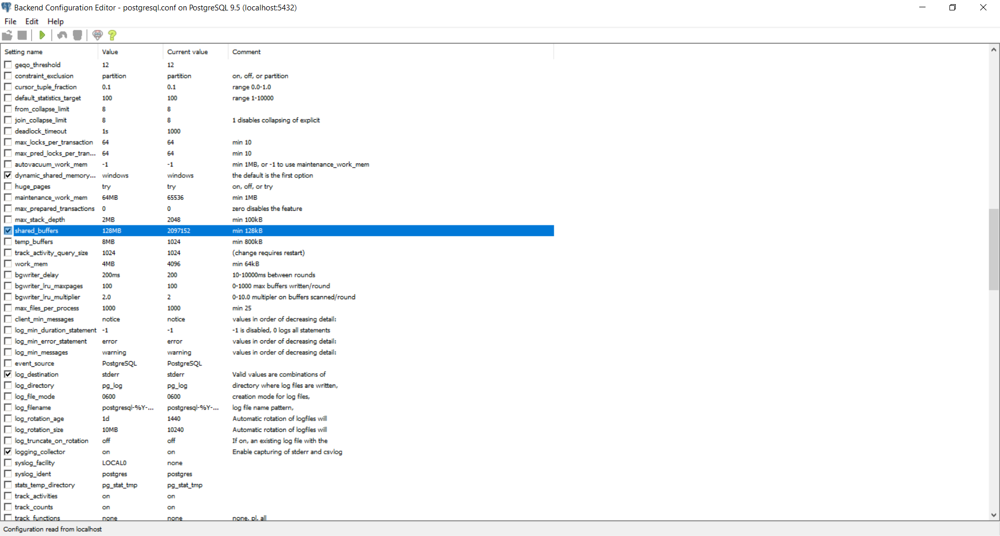 Backend Configuration Editor - postgresql.conf on PostgreSQL 9.5 (localhost:5432)
File Edit Help
Setting name Value Current value Comment
geqo_threshold 12 12
constraint_exclusion partition partition on, off, or partition
cursor_tuple_fraction 0.1 0.1 range 0.0-1.0
default_statistics_target 100 100 range 1-10000
from_collapse_limit 8 8
join_collapse_limit 8 8 1 disables collapsing of explicit
deadlock_timeout 1s 1000
max_locks_per_transaction 64 64 min 10
max_pred_locks_per_tran... 64 64 min 10
autovacuum_work_mem -1 -1 min 1MB, or -1 to use maintenance_work_mem
dynamic_shared_memory... windows windows the default is the first option
huge_pages try try on, off, or try
maintenance_work_mem 64MB 65536 min 1MB
max_prepared_transactions 0 0 zero disables the feature
max_stack_depth 2MB 2048 min 100kB
shared_buffers 128MB 2097152 min 128kB
temp_buffers 8MB 1024 min 800kB
track_activity_query_size 1024 1024 (change requires restart)
work_mem 4MB 4096 min 64kB
bgwriter_delay 200ms 200 10-10000ms between rounds
bgwriter_lru_maxpages 100 100 0-1000 max buffers written/round
bgwriter_lru_multiplier 2.0 2 0-10.0 multipler on buffers scanned/round
max_files_per_process 1000 1000 min 25
client_min_messages notice notice values in order of decreasing detail:
log_min_duration_statement -1 -1 -1 is disabled, 0 logs all statements
log_min_error_statement error error values in order of decreasing detail:
log_min_messages warning warning values in order of decreasing detail:
event_source PostgreSQL PostgreSQL
log_destination stderr stderr Valid values are combinations of
log_directory pg_log pg_log directory where log files are written,
log_file_mode 0600 0600 creation mode for log files,
log_filename postgresql-%Y-... postgresql-%Y-... log file name pattern,
log_rotation_age 1d 1440 Automatic rotation of logfiles will
log_rotation_size 10MB 10240 Automatic rotation of logfiles will
log_truncate_on_rotation off off If on, an existing log file with the
logging_collector on on Enable capturing of stderr and csvlog
syslog_facility LOCAL0 none
syslog_ident postgres postgres
stats_temp_directory pg_stat_tmp pg_stat_tmp
track_activities on on
track_counts on on
track_functions none none none, pl, all
Configuration read from localhost